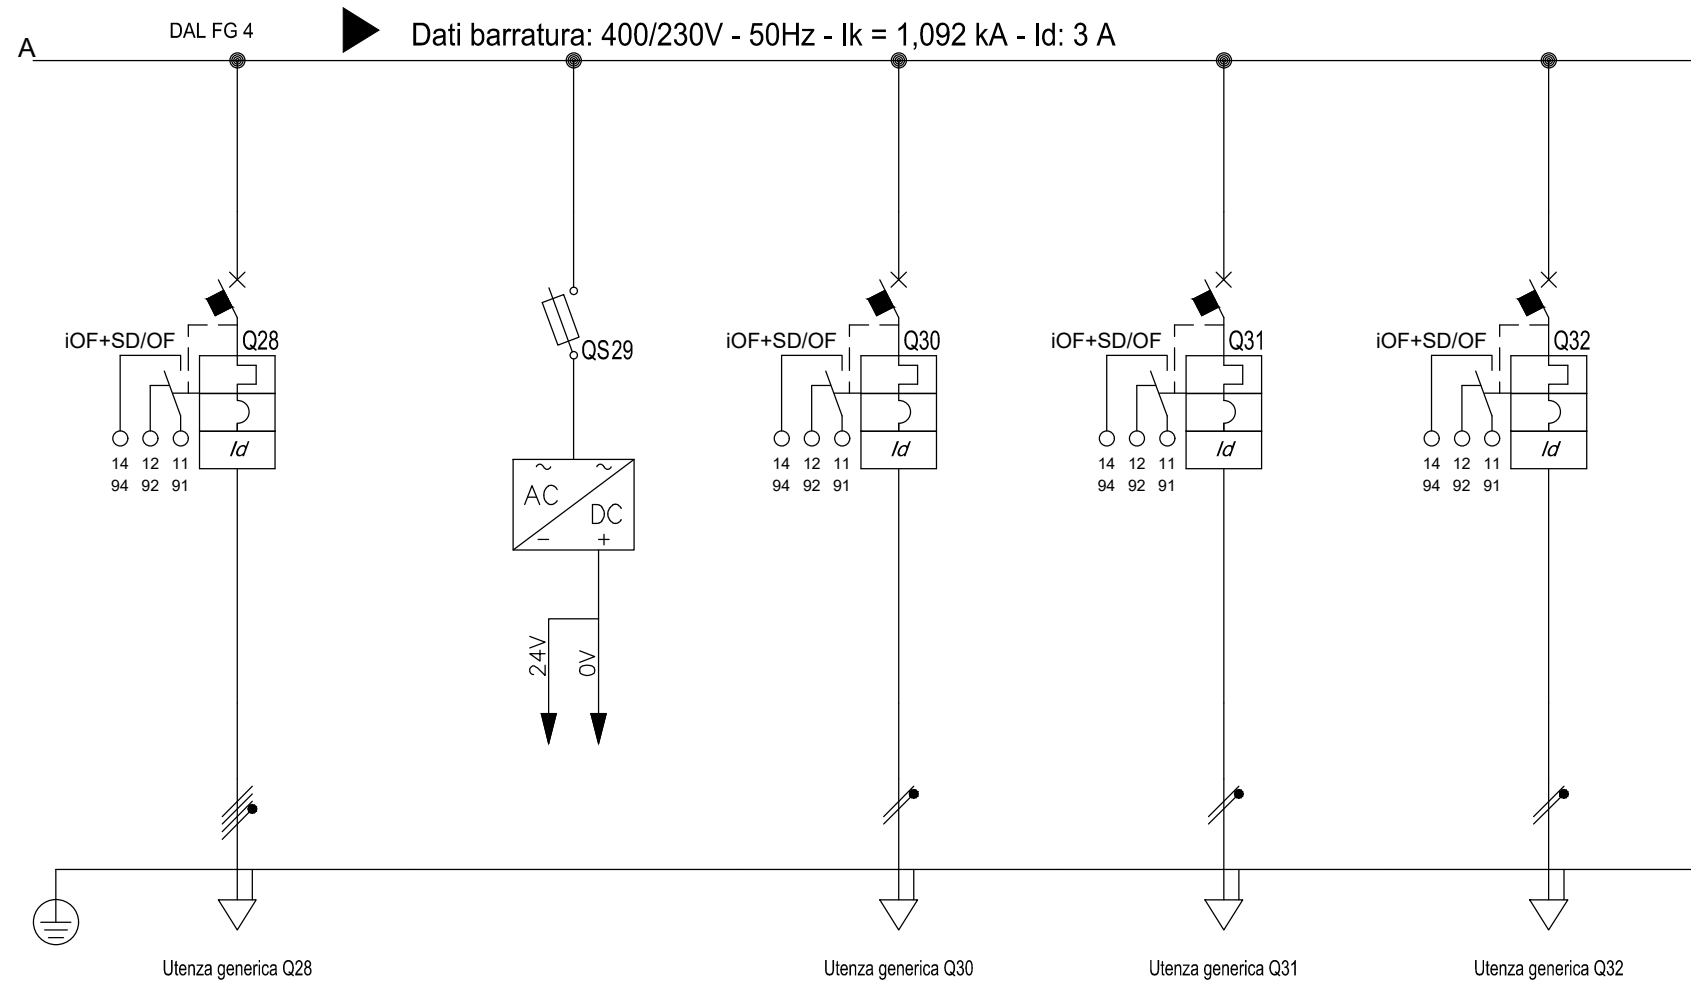 DAL FG 4
Dati barratura: 400/230V - 50Hz - Ik = 1,092 kA - Id: 3 A
A
iOF+SD/OF Q28
QS29
iOF+SD/OF Q30
iOF+SD/OF Q31
iOF+SD/OF Q32
Id
Id
Id
Id
14 12 11
94 92 91
14 12 11
94 92 91
14 12 11
94 92 91
14 12 11
94 92 91
~ ~
AC
DC
− +
24V
0V
Utenza generica Q28
Utenza generica Q30
Utenza generica Q31
Utenza generica Q32